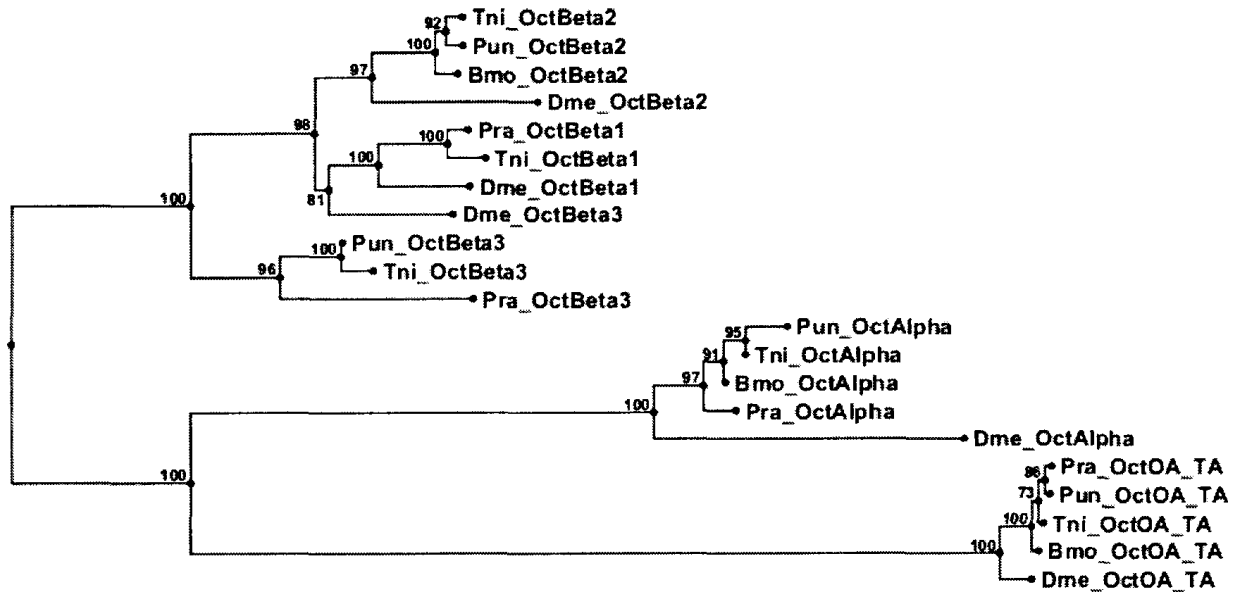 92 Tni_OctBeta2
100 Pun_OctBeta2
97 Bmo_OctBeta2
Dme_OctBeta2
98
100 Pra_OctBeta1
100 Tni_OctBeta1
Dme_OctBeta1
100 81 Dme_OctBeta3
100 Pun_OctBeta3
96 Tni_OctBeta3
Pra_OctBeta3
95 Pun_OctAlpha
91 Tni_OctAlpha
97 Bmo_OctAlpha
100 Pra_OctAlpha
Dme_OctAlpha
Pra_OctOA_TA
100 73 Pun_OctOA_TA
100 Tni_OctOA_TA
100 Bmo_OctOA_TA
Dme_OctOA_TA